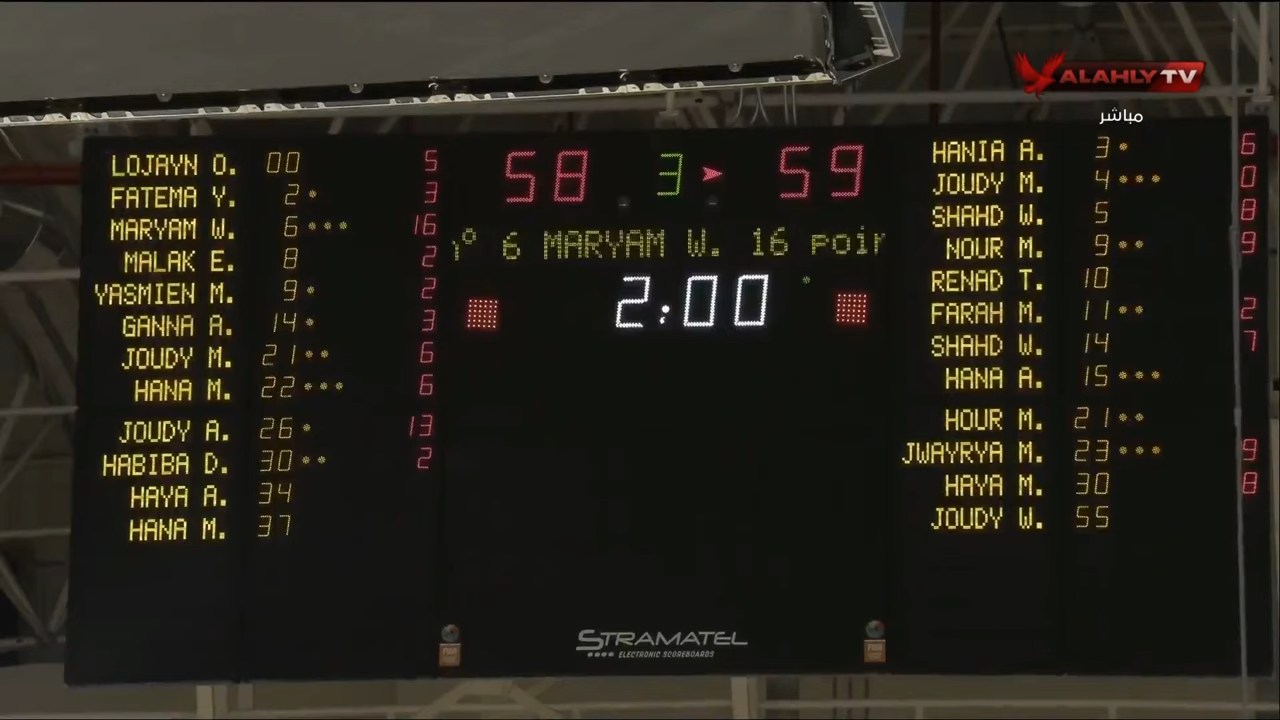 ALAHLY TV
مباشر
58 3 59
6 MARYAM W. 16
2:00
LOJAYN O. 00 5
FATEMA Y. 2 * 3
MARYAM W. 6 *** 16
MALAK E. 8 2
YASMIEN M. 9 * 2
GANNA A. 14 * 3
JOUDY M. 21 ** 6
HANA M. 22 *** 6
JOUDY A. 26 * 13
HABIBA D. 30 ** 2
HAYA A. 34
HANA M. 37
HANIA A. 3 * 6
JOUDY M. 4 *** 0
SHAHD W. 5 8
NOUR M. 9 ** 9
RENAD T. 10
FARAH M. 11 ** 2
SHAHD W. 14 7
HANA A. 15 ***
HOUR M. 21 **
JWAYRYA M. 23 *** 9
HAYA M. 30 8
JOUDY W. 55
STRAMATEL
ELECTRONIC SCOREBOARDS